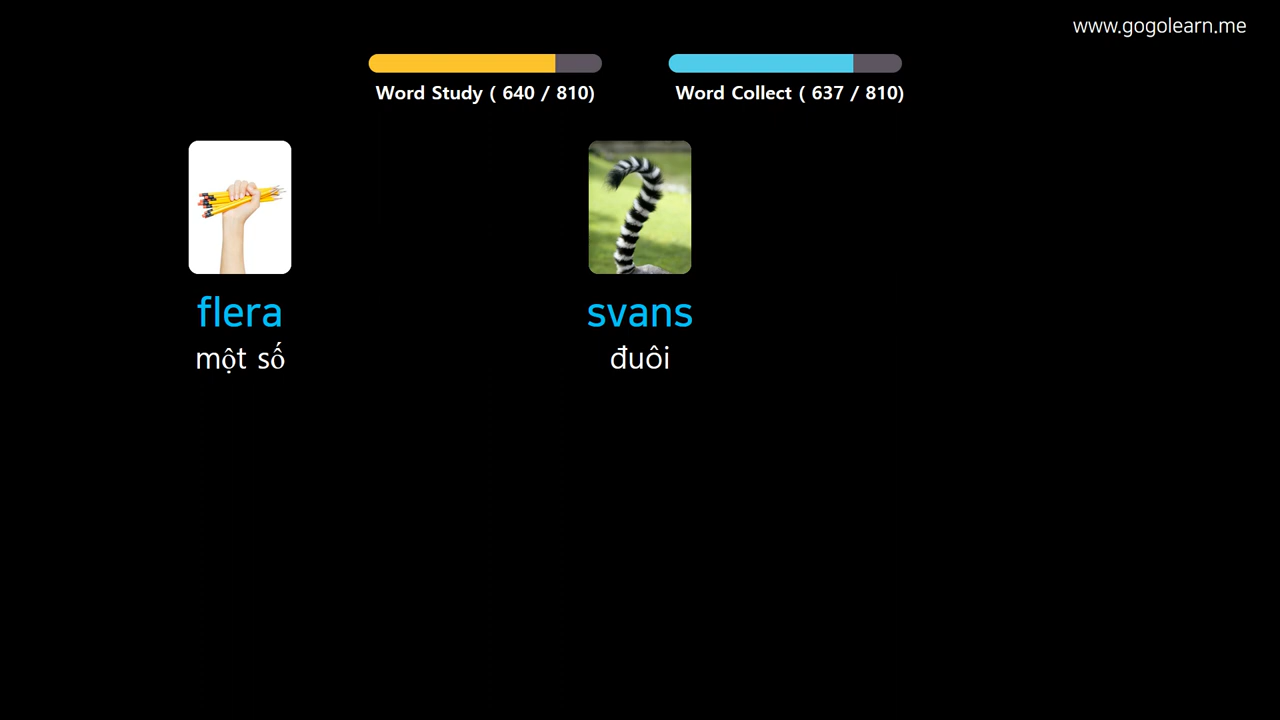 www.gogolearn.me
Word Study ( 640 / 810)
Word Collect ( 637 / 810)
flera
một số
svans
đuôi